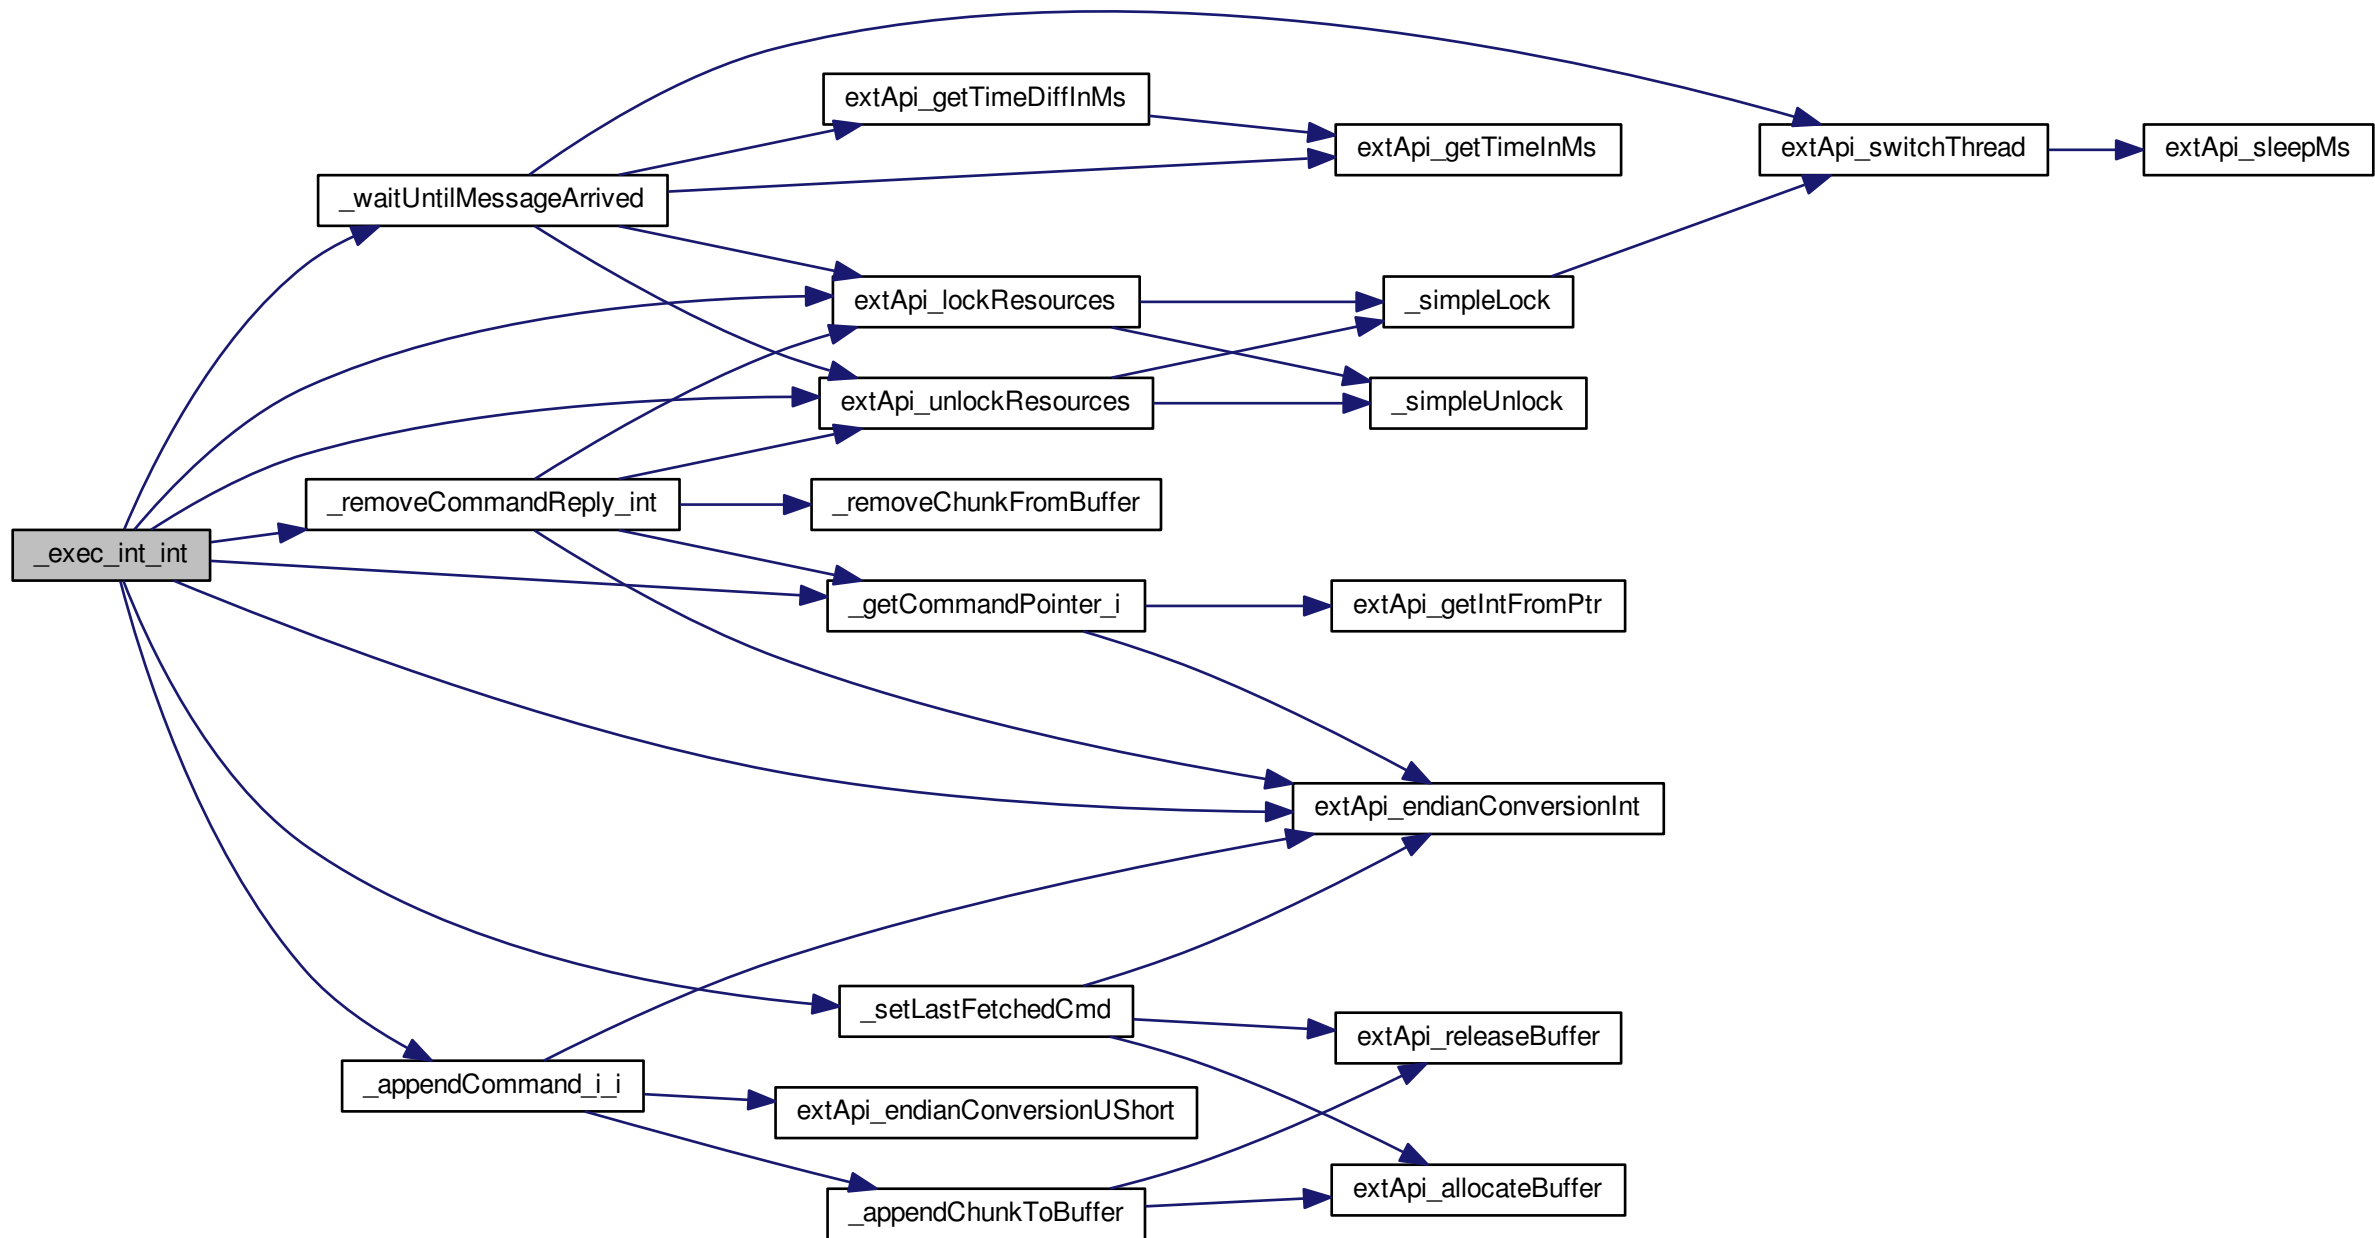 extApi_getTimeDiffInMs
extApi_getTimeInMs
extApi_switchThread
extApi_sleepMs
_waitUntilMessageArrived
extApi_lockResources
_simpleLock
extApi_unlockResources
_simpleUnlock
_removeCommandReply_int
_removeChunkFromBuffer
_exec_int_int
_getCommandPointer_i
extApi_getIntFromPtr
extApi_endianConversionInt
_setLastFetchedCmd
extApi_releaseBuffer
_appendCommand_i_i
extApi_endianConversionUShort
extApi_allocateBuffer
_appendChunkToBuffer